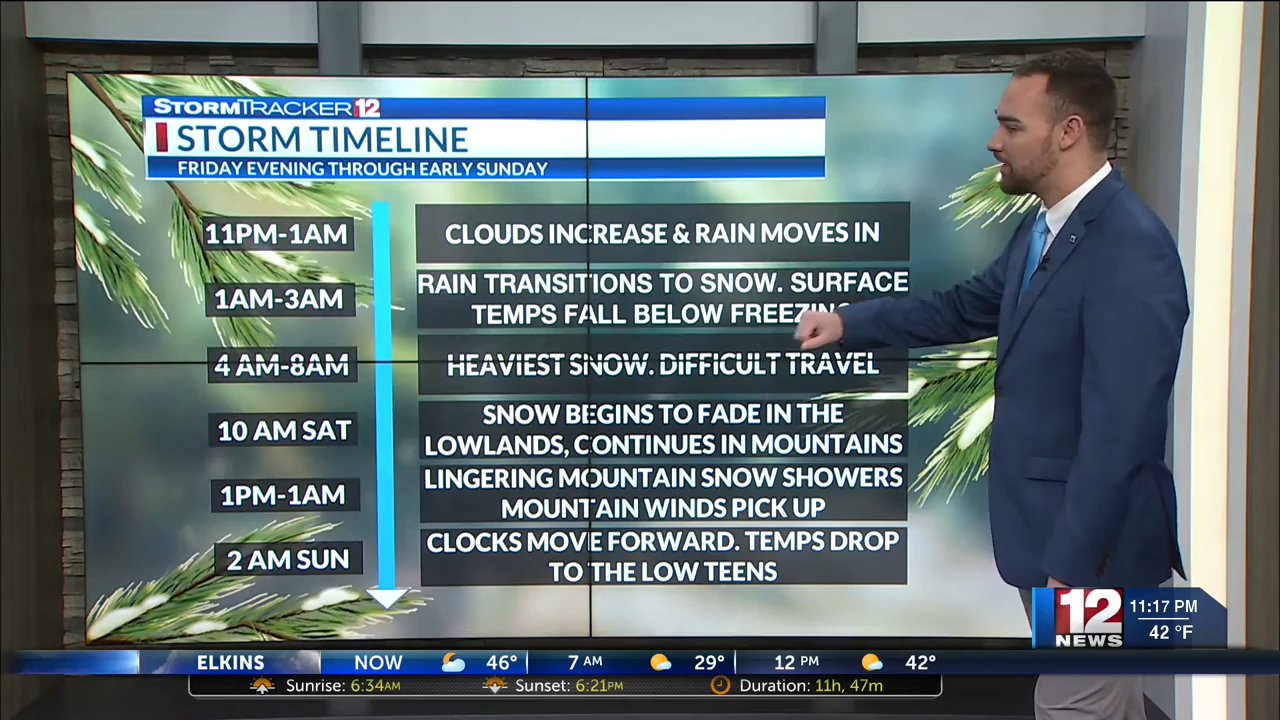 STORMTRACKER 12
STORM TIMELINE
FRIDAY EVENING THROUGH EARLY SUNDAY
11PM-1AM
CLOUDS INCREASE & RAIN MOVES IN
1AM-3AM
RAIN TRANSITIONS TO SNOW. SURFACE
TEMPS FALL BELOW FREEZING
4 AM-8AM
HEAVIEST SNOW. DIFFICULT TRAVEL
10 AM SAT
SNOW BEGINS TO FADE IN THE
LOWLANDS, CONTINUES IN MOUNTAINS
1PM-1AM
LINGERING MOUNTAIN SNOW SHOWERS
MOUNTAIN WINDS PICK UP
2 AM SUN
CLOCKS MOVE FORWARD. TEMPS DROP
TO THE LOW TEENS
12 NEWS
11:17 PM
42 °F
ELKINS NOW 46° 7 AM 29° 12 PM 42°
Sunrise: 6:34AM Sunset: 6:21PM Duration: 11h, 47m